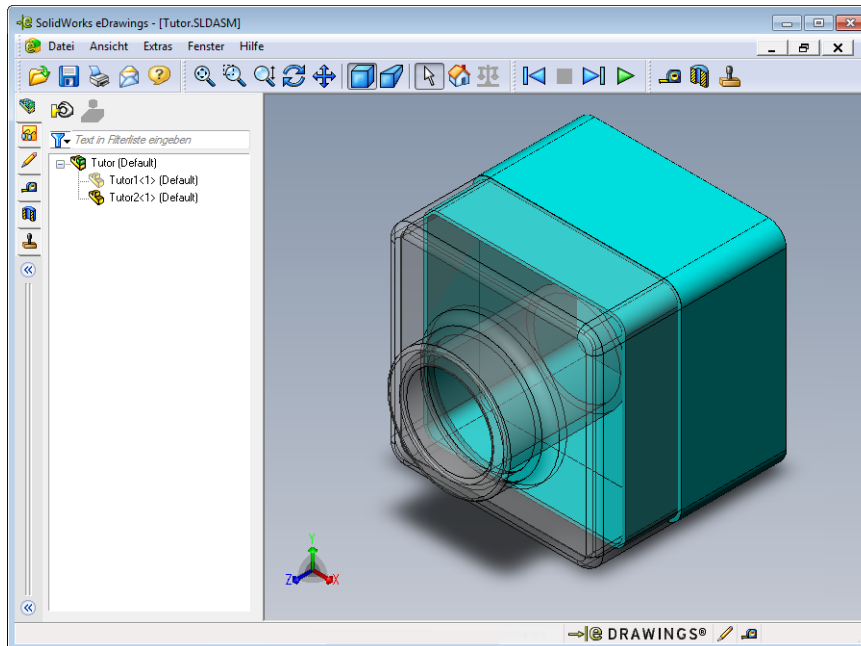 SolidWorks eDrawings - [Tutor.SLDASM]
Datei Ansicht Extras Fenster Hilfe
Text in Filterliste eingeben
Tutor (Default)
Tutor1<1> (Default)
Tutor2<1> (Default)
Y
Z X
e DRAWINGS®